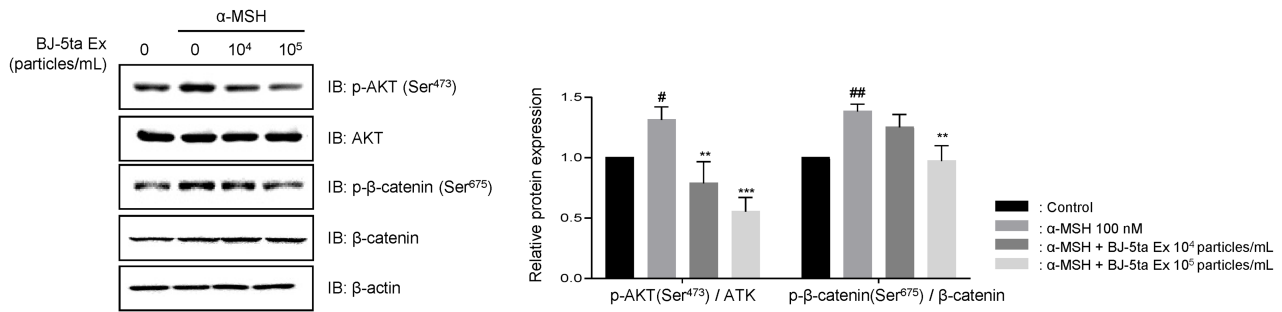 α-MSH
BJ-5ta Ex
(particles/mL)
0 0 10⁴ 10⁵
IB: p-AKT (Ser⁴⁷³)
IB: AKT
IB: p-β-catenin (Ser⁶⁷⁵)
IB: β-catenin
IB: β-actin
Relative protein expression
1.5
1.0
0.5
0.0
#
**
***
##
**
p-AKT(Ser⁴⁷³) / ATK
p-β-catenin(Ser⁶⁷⁵) / β-catenin
: Control
: α-MSH 100 nM
: α-MSH + BJ-5ta Ex 10⁴ particles/mL
: α-MSH + BJ-5ta Ex 10⁵ particles/mL